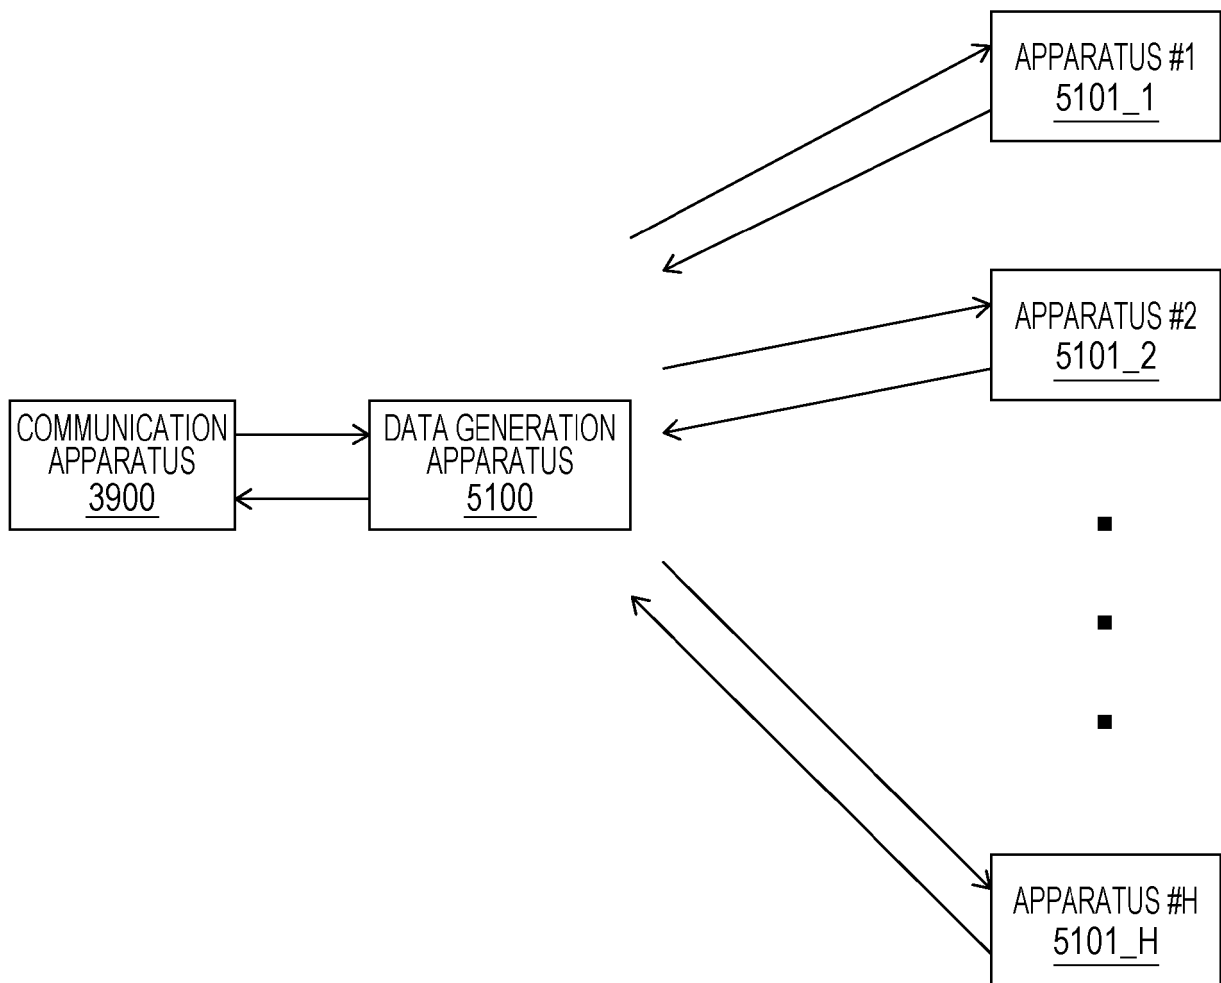 APPARATUS #1
5101_1
APPARATUS #2
5101_2
COMMUNICATION
APPARATUS
3900
DATA GENERATION
APPARATUS
5100
APPARATUS #H
5101_H